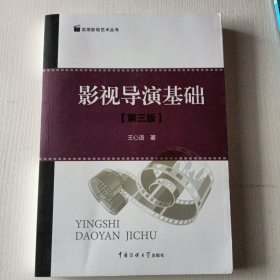 实用影视艺术丛书
影视导演基础
【第三版】
王心语 著
YINGSHI
DAOYAN JICHU
中国传媒大学出版社